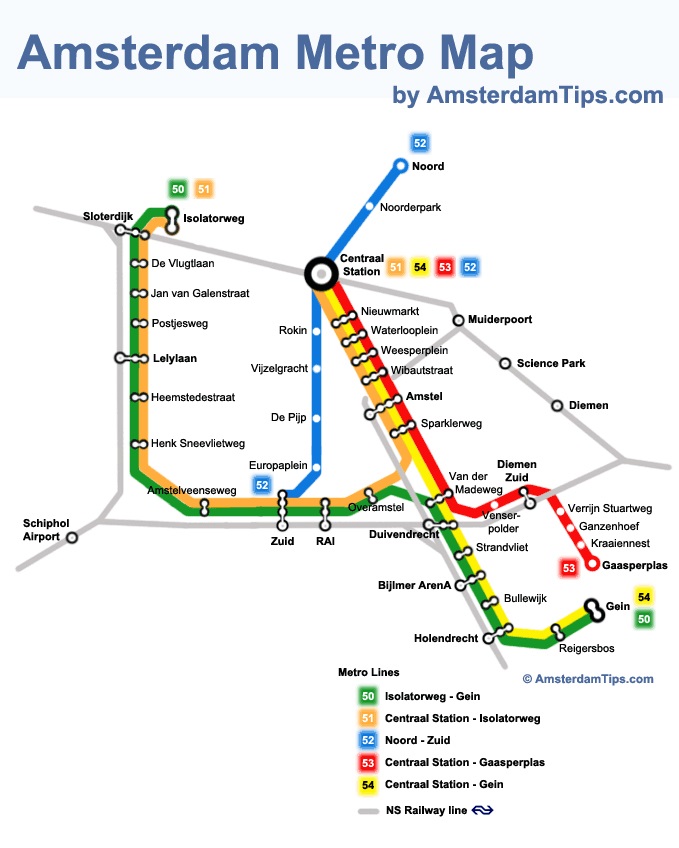 Amsterdam Metro Map
by AmsterdamTips.com
52
Noord
Noorderpark
50 51
Sloterdijk
Isolatorweg
De Vlugtlaan
Jan van Galenstraat
Postjesweg
Lelylaan
Heemstedestraat
Henk Sneevlietweg
Centraal
Station
51 54 53 52
Nieuwmarkt
Waterlooplein
Weesperplein
Wibautstraat
Amstel
Sparklerweg
Muiderpoort
Science Park
Diemen
Rokin
Vijzelgracht
De Pijp
Europaplein
52
Amstelveenseweg
Zuid
RAI
Overamstel
Schiphol
Airport
Van der
Madeweg
Diemen
Zuid
Venser-
polder
Verrijn Stuartweg
Ganzenhoef
Kraaiennest
53
Gaasperplas
Duivendrecht
Strandvliet
Bijlmer ArenA
Bullewijk
Holendrecht
Reigersbos
Gein
54
50
© AmsterdamTips.com
Metro Lines
50 Isolatorweg - Gein
51 Centraal Station - Isolatorweg
52 Noord - Zuid
53 Centraal Station - Gaasperplas
54 Centraal Station - Gein
NS Railway line